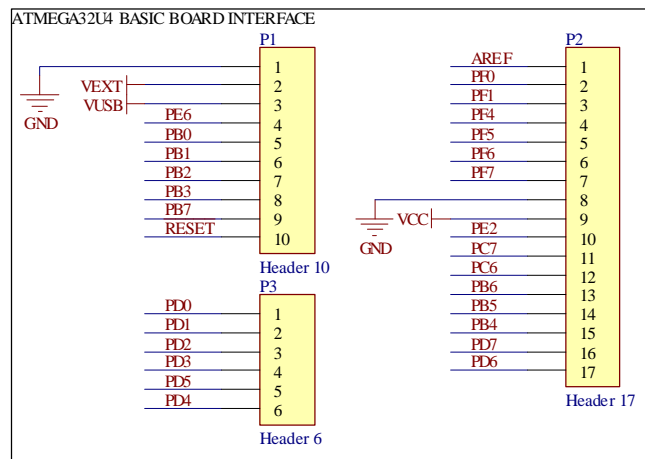 ATMEGA32U4 BASIC BOARD INTERFACE
P1
1
VEXT 2
VUSB 3
PE6 4
PB0 5
PB1 6
PB2 7
PB3 8
PB7 9
RESET 10
GND
Header 10
P3
PD0 1
PD1 2
PD2 3
PD3 4
PD5 5
PD4 6
Header 6
P2
AREF 1
PF0 2
PF1 3
PF4 4
PF5 5
PF6 6
PF7 7
8
VCC 9
GND
PE2 10
PC7 11
PC6 12
PB6 13
PB5 14
PB4 15
PD7 16
PD6 17
Header 17